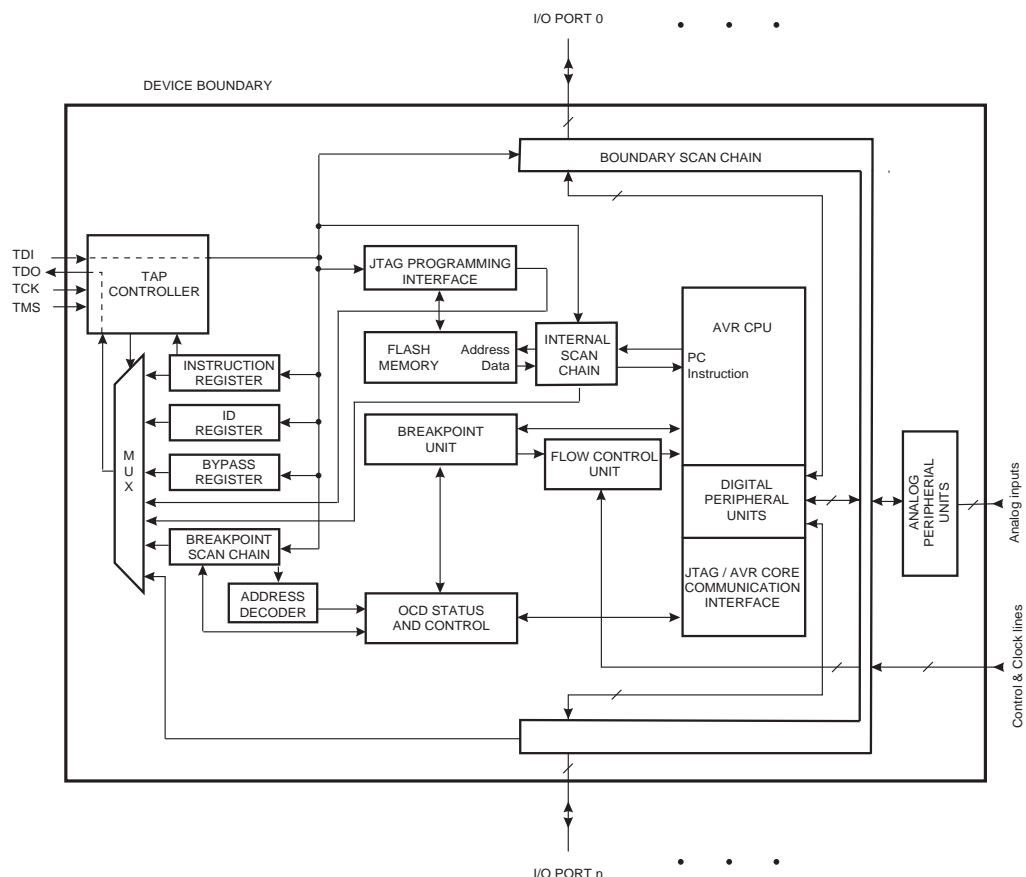 I/O PORT 0
DEVICE BOUNDARY
BOUNDARY SCAN CHAIN
TDI
TDO
TCK
TMS
TAP
CONTROLLER
JTAG PROGRAMMING
INTERFACE
AVR CPU
FLASH
MEMORY
Address
Data
INTERNAL
SCAN
CHAIN
PC
Instruction
INSTRUCTION
REGISTER
ID
REGISTER
BYPASS
REGISTER
MUX
BREAKPOINT
UNIT
FLOW CONTROL
UNIT
DIGITAL
PERIPHERAL
UNITS
ANALOG
PERIPHERIAL
UNITS
Analog inputs
BREAKPOINT
SCAN CHAIN
ADDRESS
DECODER
OCD STATUS
AND CONTROL
JTAG / AVR CORE
COMMUNICATION
INTERFACE
Control & Clock lines
I/O PORT n